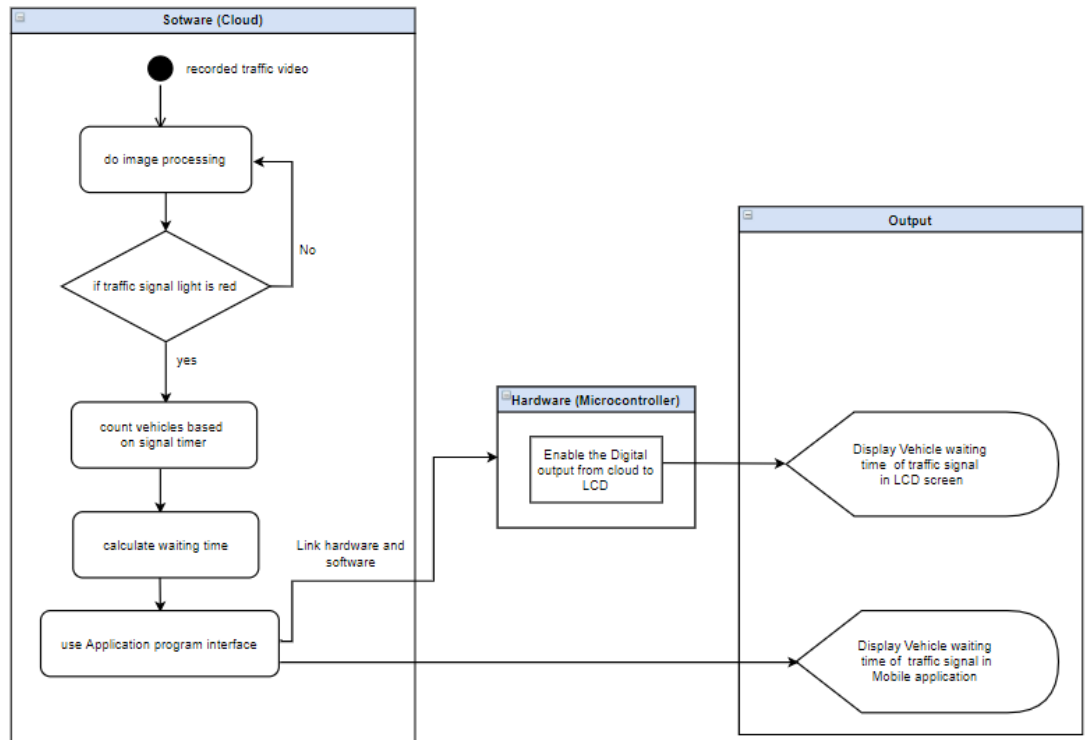 Sotware (Cloud)
recorded traffic video
do image processing
No
if traffic signal light is red
yes
count vehicles based
on signal timer
calculate waiting time
Link hardware and
software
use Application program interface
Hardware (Microcontroller)
Enable the Digital
output from cloud to
LCD
Output
Display Vehicle waiting
time of traffic signal
in LCD screen
Display Vehicle waiting
time of traffic signal in
Mobile application